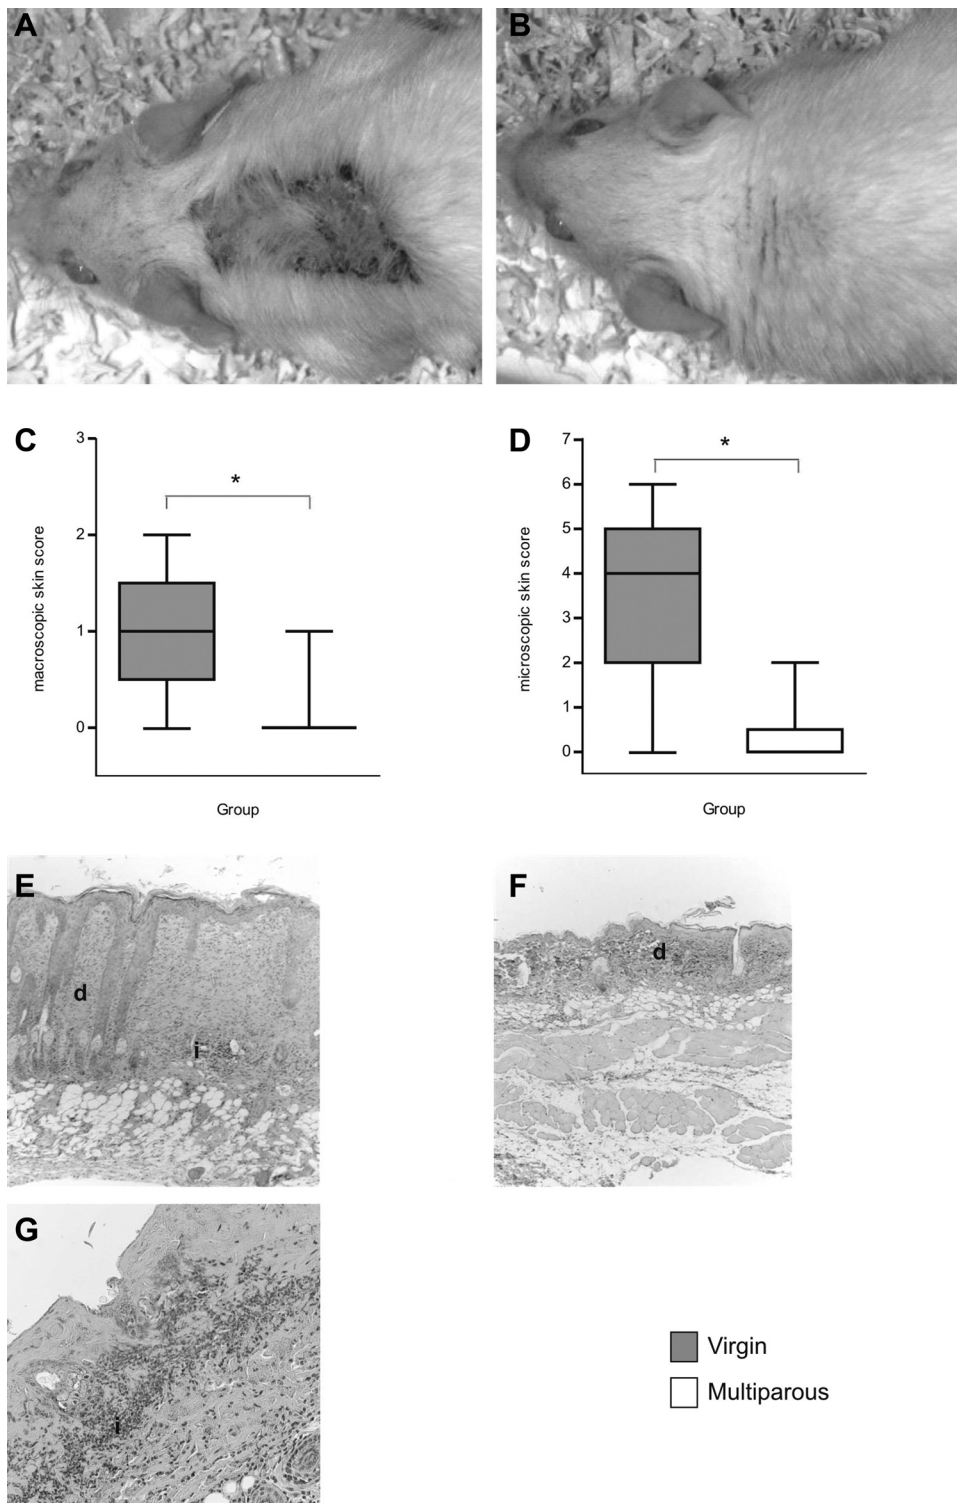 A
B
C
3
2
1
0
macroscopic skin score
*
Group
D
7
6
5
4
3
2
1
0
microscopic skin score
*
Group
E
d
i
F
d
G
i
Virgin
Multiparous